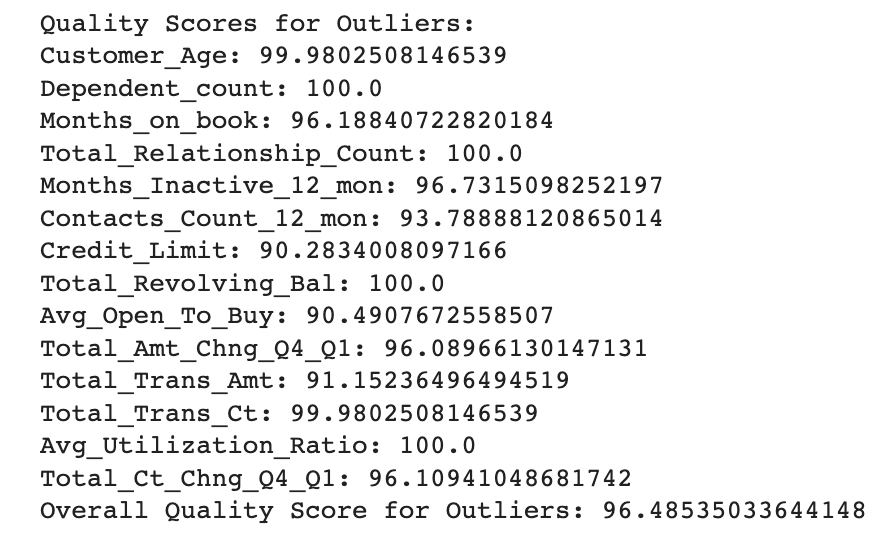 Quality Scores for Outliers:
Customer_Age: 99.9802508146539
Dependent_count: 100.0
Months_on_book: 96.18840722820184
Total_Relationship_Count: 100.0
Months_Inactive_12_mon: 96.7315098252197
Contacts_Count_12_mon: 93.78888120865014
Credit_Limit: 90.2834008097166
Total_Revolving_Bal: 100.0
Avg_Open_To_Buy: 90.4907672558507
Total_Amt_Chng_Q4_Q1: 96.08966130147131
Total_Trans_Amt: 91.15236496494519
Total_Trans_Ct: 99.9802508146539
Avg_Utilization_Ratio: 100.0
Total_Ct_Chng_Q4_Q1: 96.10941048681742
Overall Quality Score for Outliers: 96.48535033644148